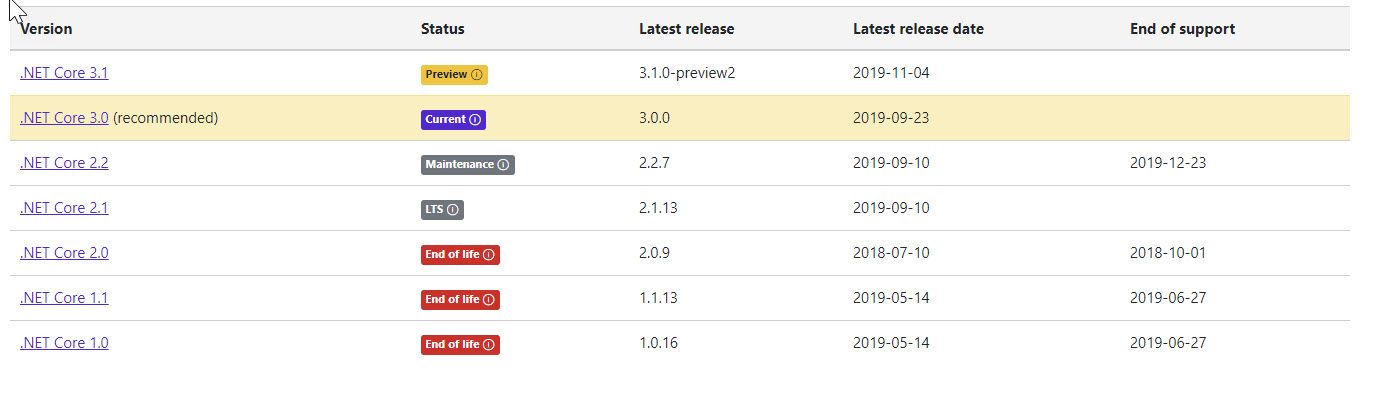 Version Status Latest release Latest release date End of support
.NET Core 3.1 Preview 3.1.0-preview2 2019-11-04
.NET Core 3.0 (recommended) Current 3.0.0 2019-09-23
.NET Core 2.2 Maintenance 2.2.7 2019-09-10 2019-12-23
.NET Core 2.1 LTS 2.1.13 2019-09-10
.NET Core 2.0 End of life 2.0.9 2018-07-10 2018-10-01
.NET Core 1.1 End of life 1.1.13 2019-05-14 2019-06-27
.NET Core 1.0 End of life 1.0.16 2019-05-14 2019-06-27